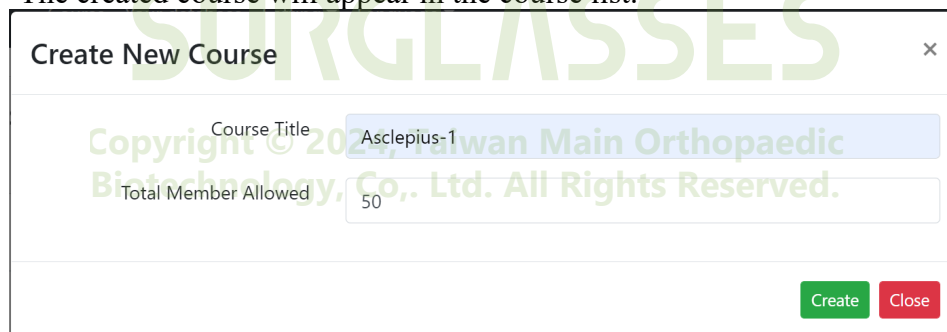 The created course will appear in the course list.
SURGLASSES
Create New Course ×
Course Title Asclepius-1
Copyright © 2024, Taiwan Main Orthopaedic
Biotechnology, Co,. Ltd. All Rights Reserved.
Total Member Allowed 50
Create Close